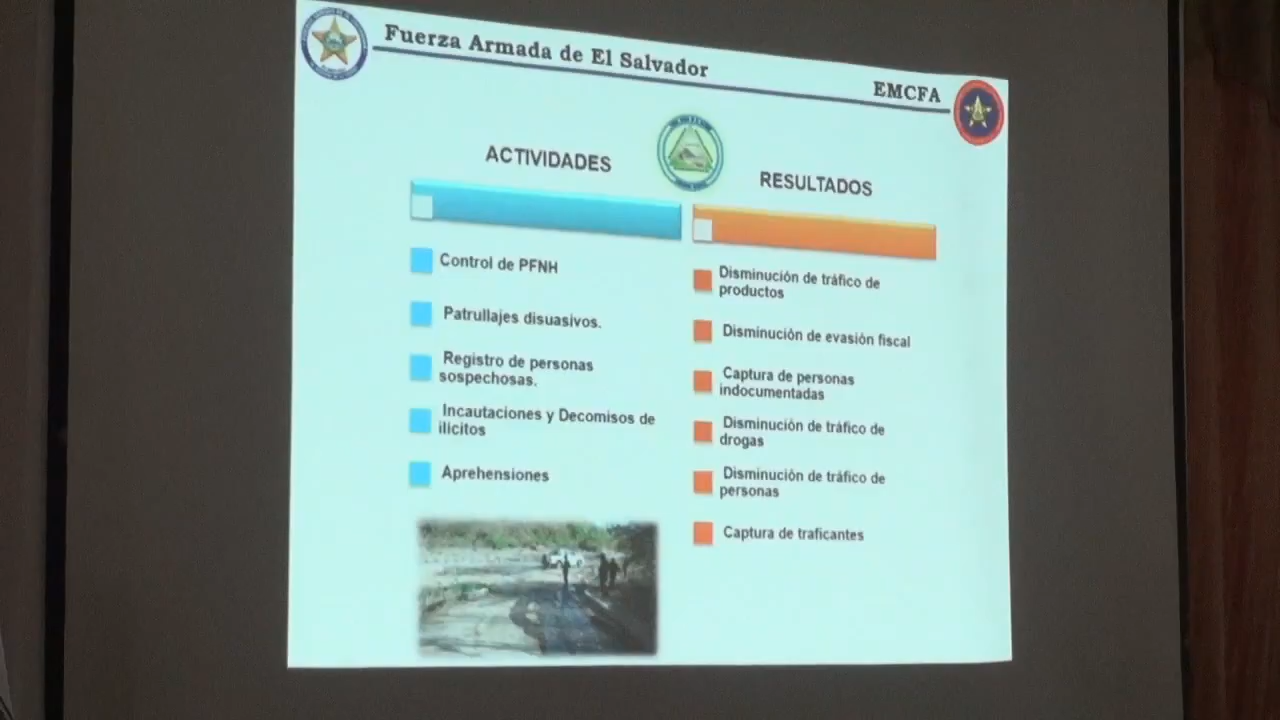 Fuerza Armada de El Salvador
EMCFA
ACTIVIDADES
Control de PFNH
Patrullajes disuasivos.
Registro de personas
sospechosas.
Incautaciones y Decomisos de
ilicitos
Aprehensiones
RESULTADOS
Disminución de tráfico de
productos
Disminución de evasión fiscal
Captura de personas
indocumentadas
Disminución de tráfico de
drogas
Disminución de tráfico de
personas
Captura de traficantes